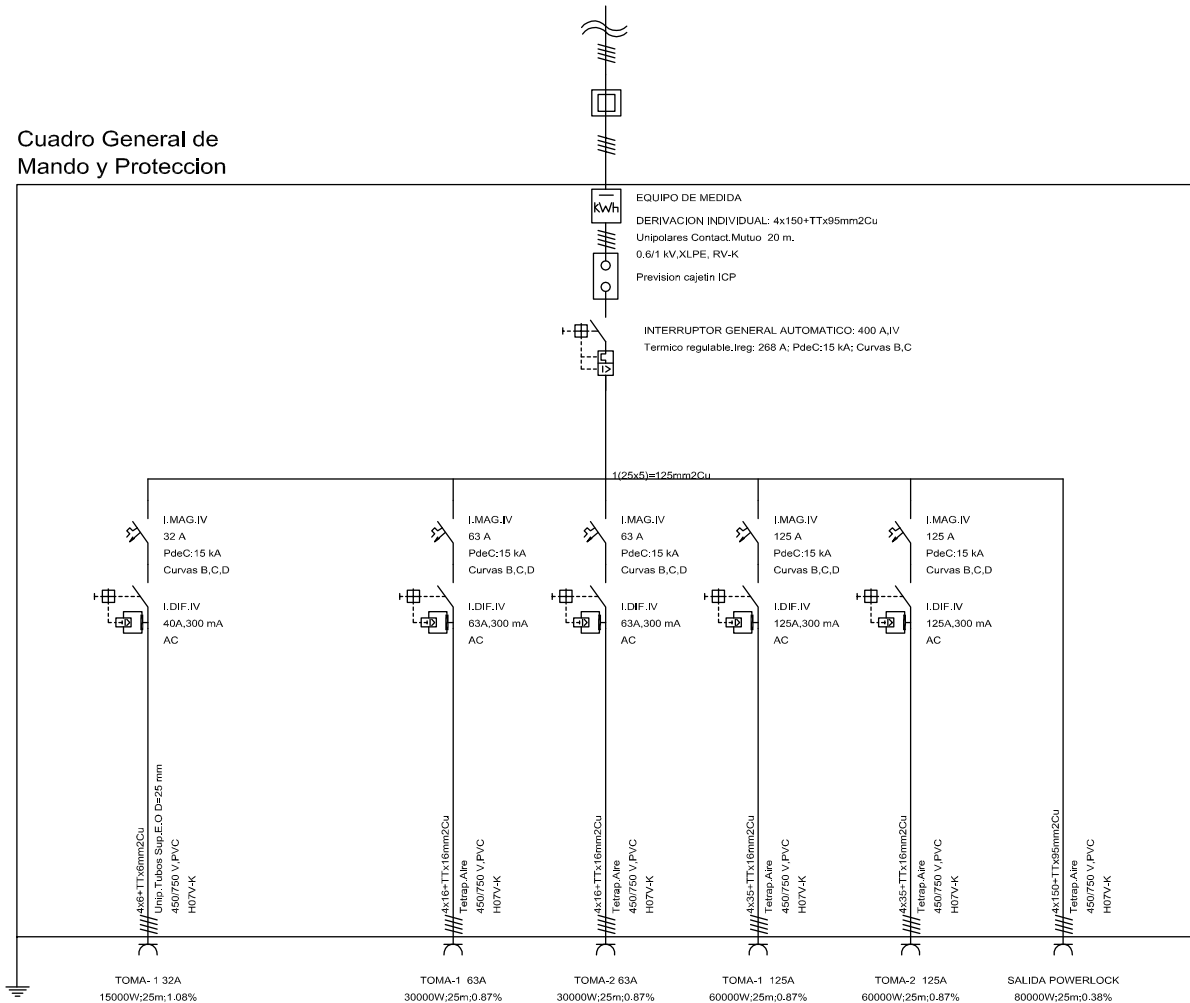 Cuadro General de
Mando y Proteccion
KWh
EQUIPO DE MEDIDA
DERIVACION INDIVIDUAL: 4x150+TTx95mm2Cu
Unipolares Contact.Mutuo 20 m.
0.6/1 kV,XLPE, RV-K
Prevision cajetin ICP
INTERRUPTOR GENERAL AUTOMATICO: 400 A,IV
Termico regulable.Ireg: 268 A; PdeC:15 kA; Curvas B,C
I>
1(25x5)=125mm2Cu
I.MAG.IV
32 A
PdeC:15 kA
Curvas B,C,D
I.DIF.IV
40A,300 mA
AC
I.MAG.IV
63 A
PdeC:15 kA
Curvas B,C,D
I.DIF.IV
63A,300 mA
AC
I.MAG.IV
63 A
PdeC:15 kA
Curvas B,C,D
I.DIF.IV
63A,300 mA
AC
I.MAG.IV
125 A
PdeC:15 kA
Curvas B,C,D
I.DIF.IV
125A,300 mA
AC
I.MAG.IV
125 A
PdeC:15 kA
Curvas B,C,D
I.DIF.IV
125A,300 mA
AC
4x6+TTx6mm2Cu
Unip.Tubos Sup.E.O D=25 mm
450/750 V,PVC
H07V-K
4x16+TTx16mm2Cu
Tetrap.Aire
450/750 V,PVC
H07V-K
4x16+TTx16mm2Cu
Tetrap.Aire
450/750 V,PVC
H07V-K
4x35+TTx16mm2Cu
Tetrap.Aire
450/750 V,PVC
H07V-K
4x35+TTx16mm2Cu
Tetrap.Aire
450/750 V,PVC
H07V-K
4x150+TTx95mm2Cu
Tetrap.Aire
450/750 V,PVC
H07V-K
TOMA- 1 32A
15000W;25m;1.08%
TOMA-1 63A
30000W;25m;0.87%
TOMA-2 63A
30000W;25m;0.87%
TOMA-1 125A
60000W;25m;0.87%
TOMA-2 125A
60000W;25m;0.87%
SALIDA POWERLOCK
80000W;25m;0.38%